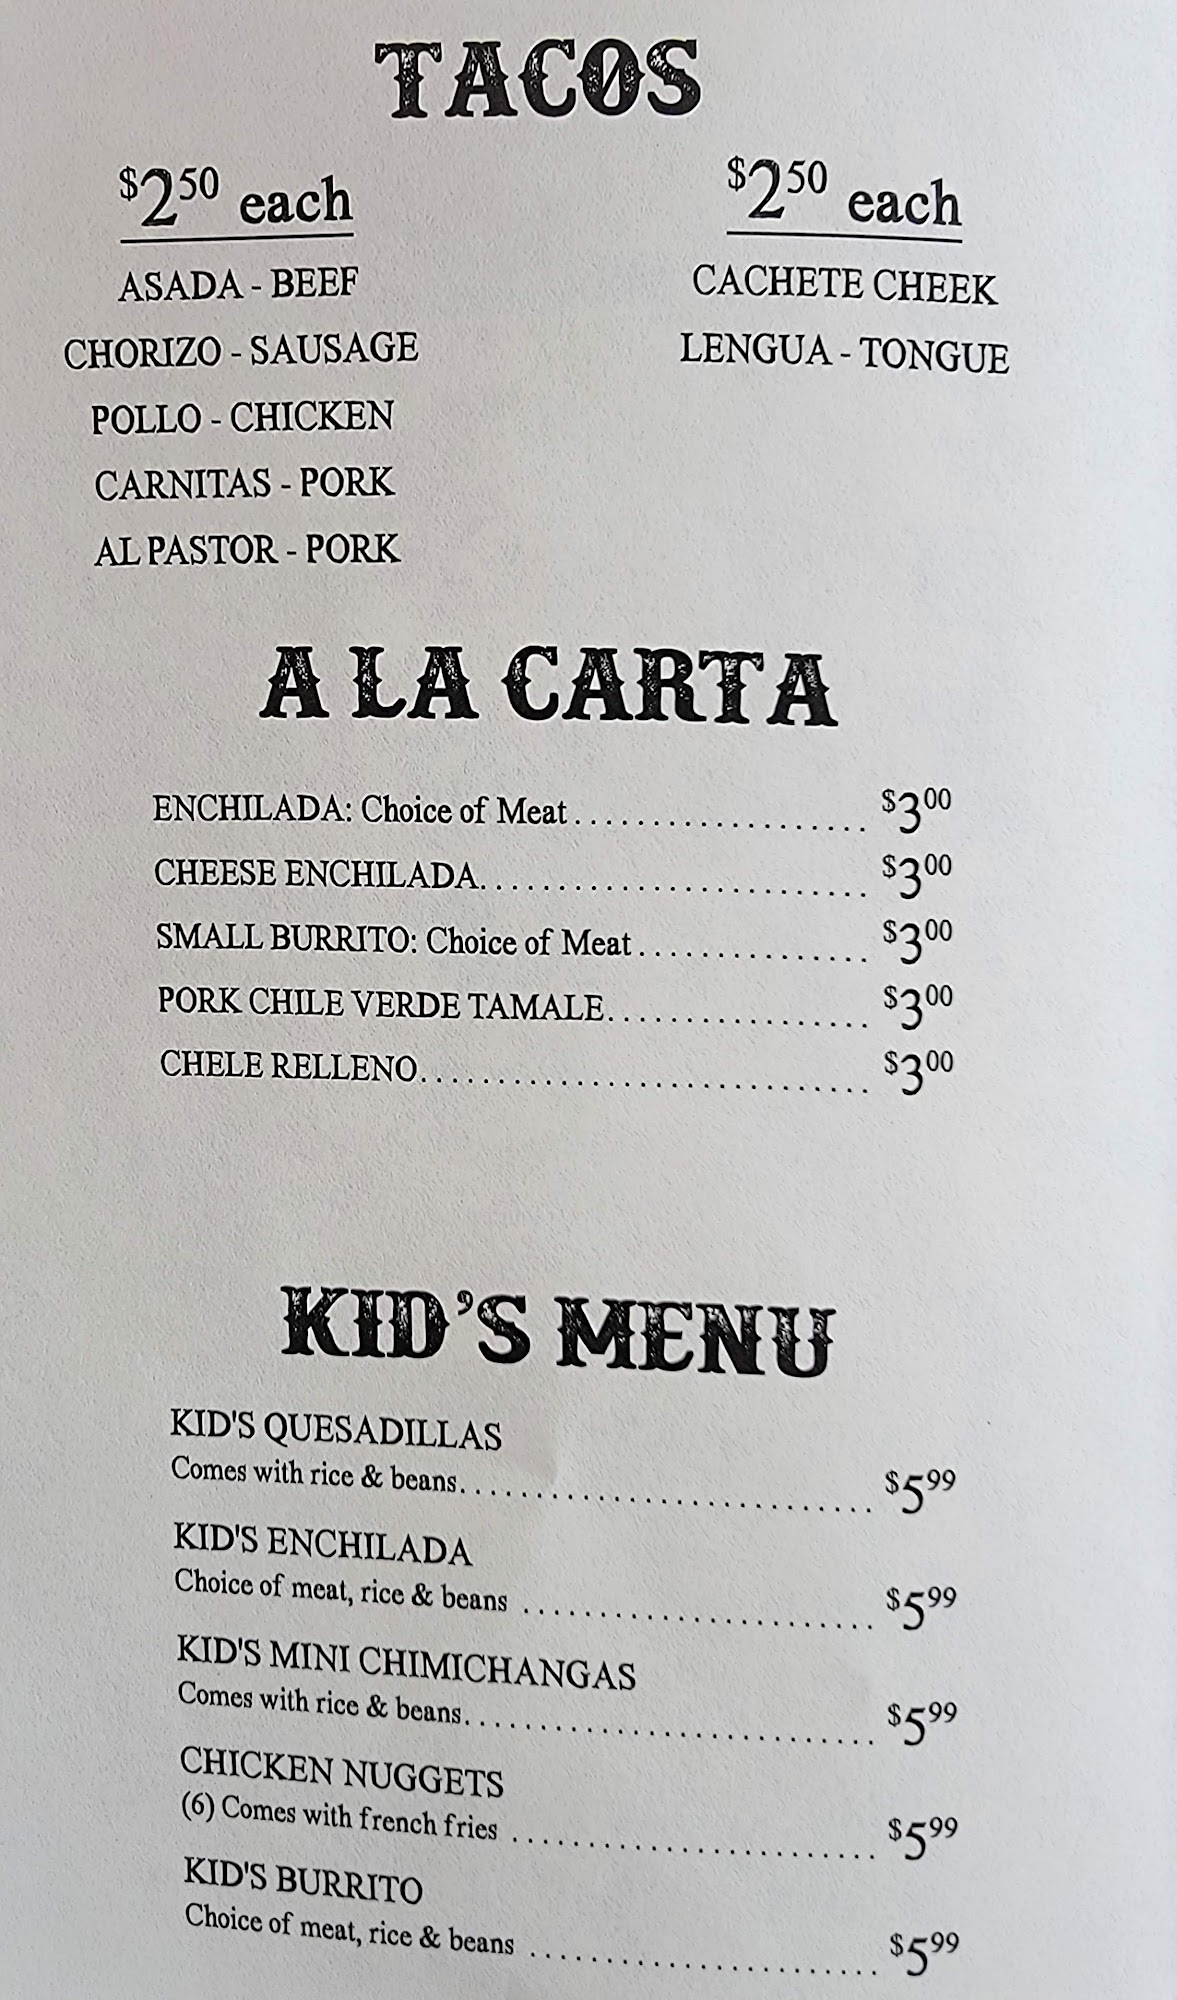 TACOS
$2.50 each
ASADA - BEEF
CHORIZO - SAUSAGE
POLLO - CHICKEN
CARNITAS - PORK
AL PASTOR - PORK
$2.50 each
CACHETE CHEEK
LENGUA - TONGUE
A LA CARTA
ENCHILADA: Choice of Meat................... $3.00
CHEESE ENCHILADA......................... $3.00
SMALL BURRITO: Choice of Meat............... $3.00
PORK CHILE VERDE TAMALE................. $3.00
CHELE RELLENO............................. $3.00
KID'S MENU
KID'S QUESADILLAS
Comes with rice & beans........................... $5.99
KID'S ENCHILADA
Choice of meat, rice & beans ....................... $5.99
KID'S MINI CHIMICHANGAS
Comes with rice & beans........................... $5.99
CHICKEN NUGGETS
(6) Comes with french fries ........................ $5.99
KID'S BURRITO
Choice of meat, rice & beans ....................... $5.99